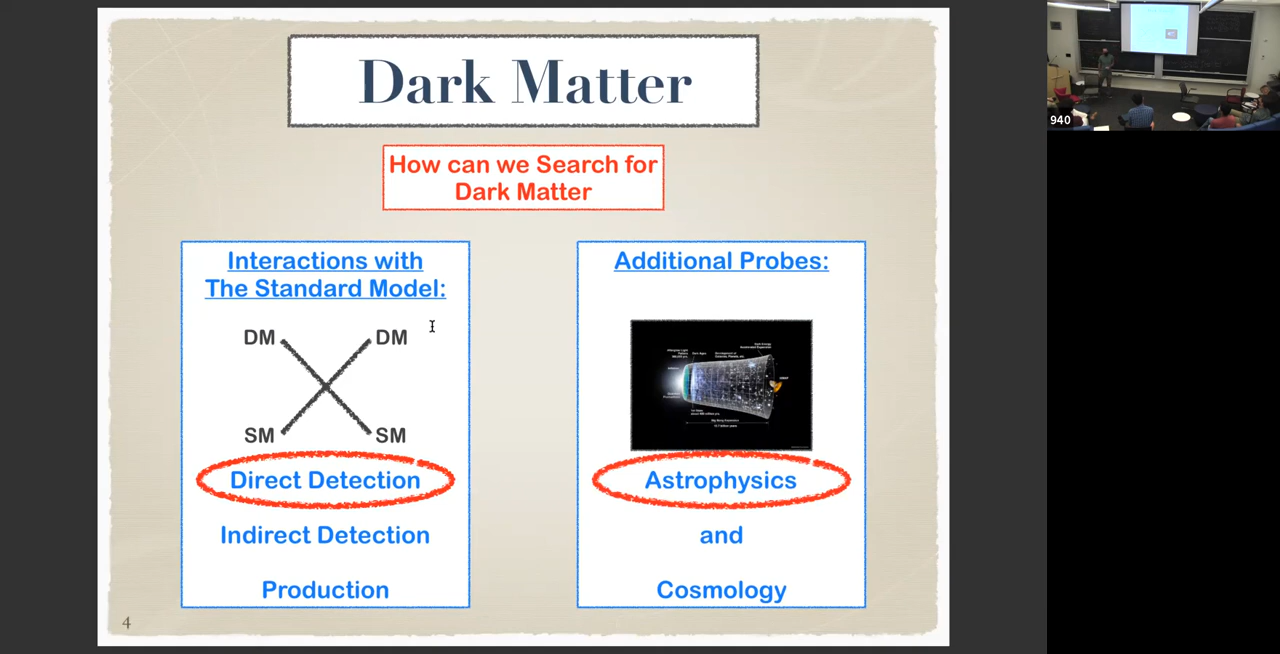 Dark Matter
How can we Search for
Dark Matter
Interactions with
The Standard Model:
DM DM
SM SM
Direct Detection
Indirect Detection
Production
Additional Probes:
Astrophysics
and
Cosmology
4
940